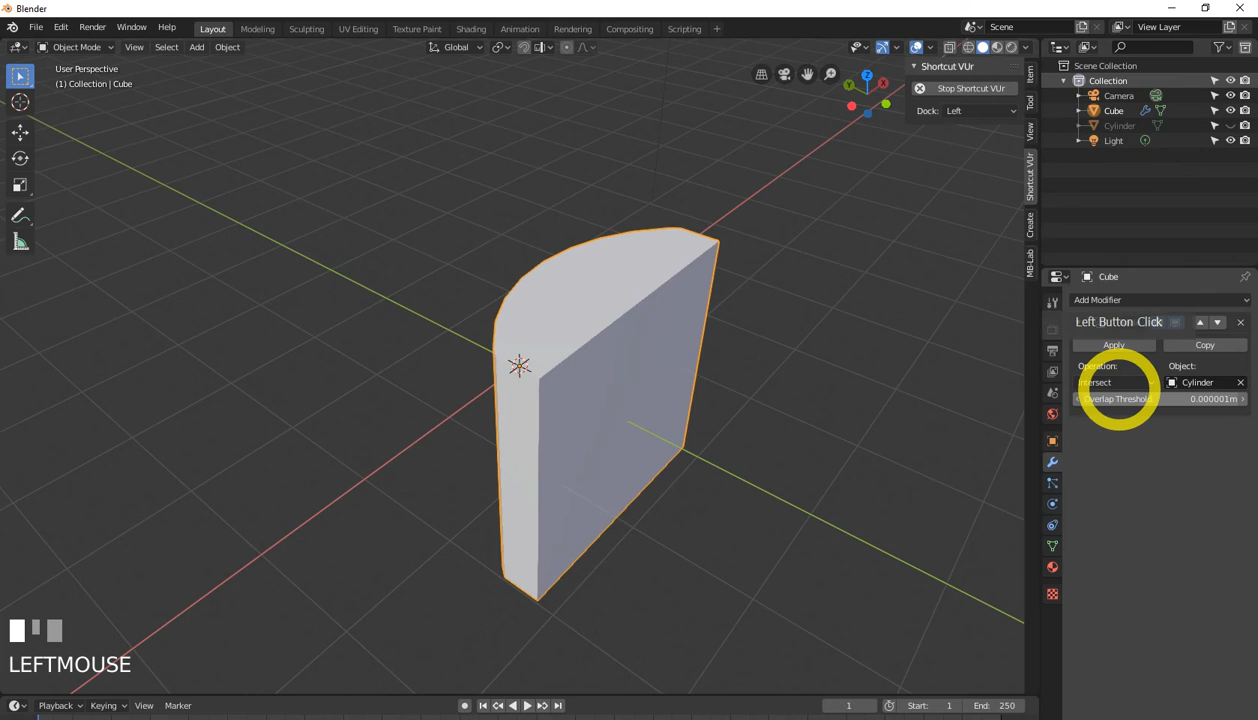 Blender
File Edit Render Window Help
Layout Modeling Sculpting UV Editing Texture Paint Shading Animation Rendering Compositing Scripting +
Scene
View Layer
Object Mode View Select Add Object
Global
User Perspective
(1) Collection | Cube
Z
Y
X
Shortcut VUr
Stop Shortcut VUr
Dock: Left
Item
Tool
View
Shortcut VUr
Create
MB-Lab
Scene Collection
Collection
Camera
Cube
Cylinder
Light
Cube
Add Modifier
Left Button Click
Apply Copy
Operation: Object:
Intersect Cylinder
Overlap Threshold 0.000001m
LEFTMOUSE
Playback Keying View Marker
1 Start: 1 End: 250